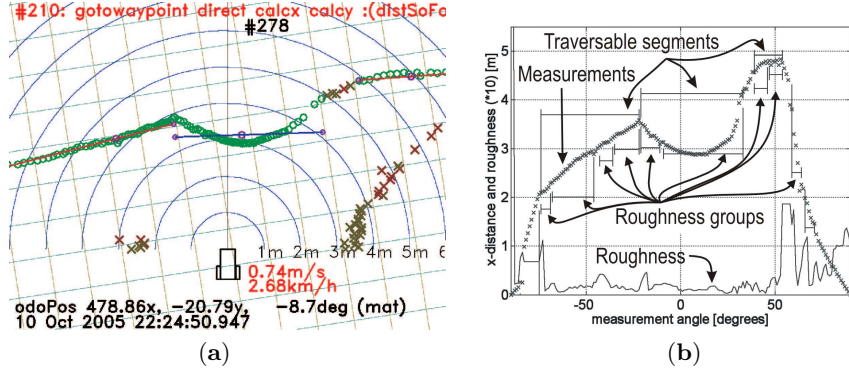 #210: gotowaypoint direct calcx calcy :(distSoFa
#278
1m 2m 3m 4m 5m 6
0.74m/s
2.68km/h
odoPos 478.86x, -20.79y, -8.7deg (mat)
10 Oct 2005 22:24:50.947
(a)
x-distance and roughness (*10) [m]
5
4
3
2
1
0
Traversable segments
Measurements
Roughness groups
Roughness
-50 0 50
measurement angle [degrees]
(b)